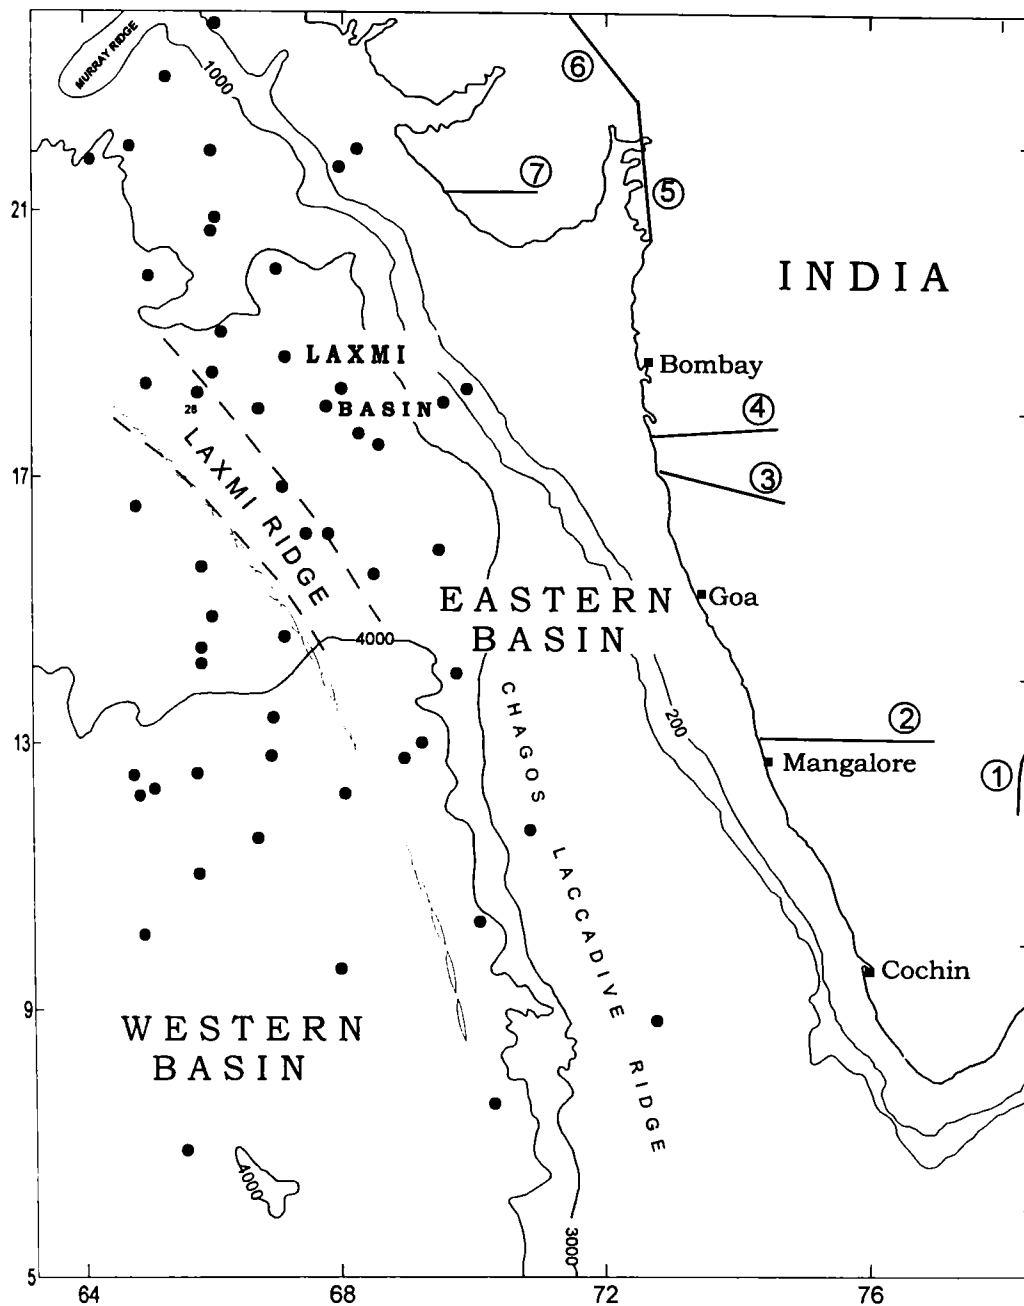 MURRAY RIDGE
1000
6
7
5
21
INDIA
LAXMI
Bombay
BASIN
28
4
LAXMI RIDGE
17
3
EASTERN
Goa
BASIN
4000
CHAGOS LACCADIVE RIDGE
200
2
13
Mangalore
1
Cochin
9
WESTERN
BASIN
4000
3000
5
64
68
72
76